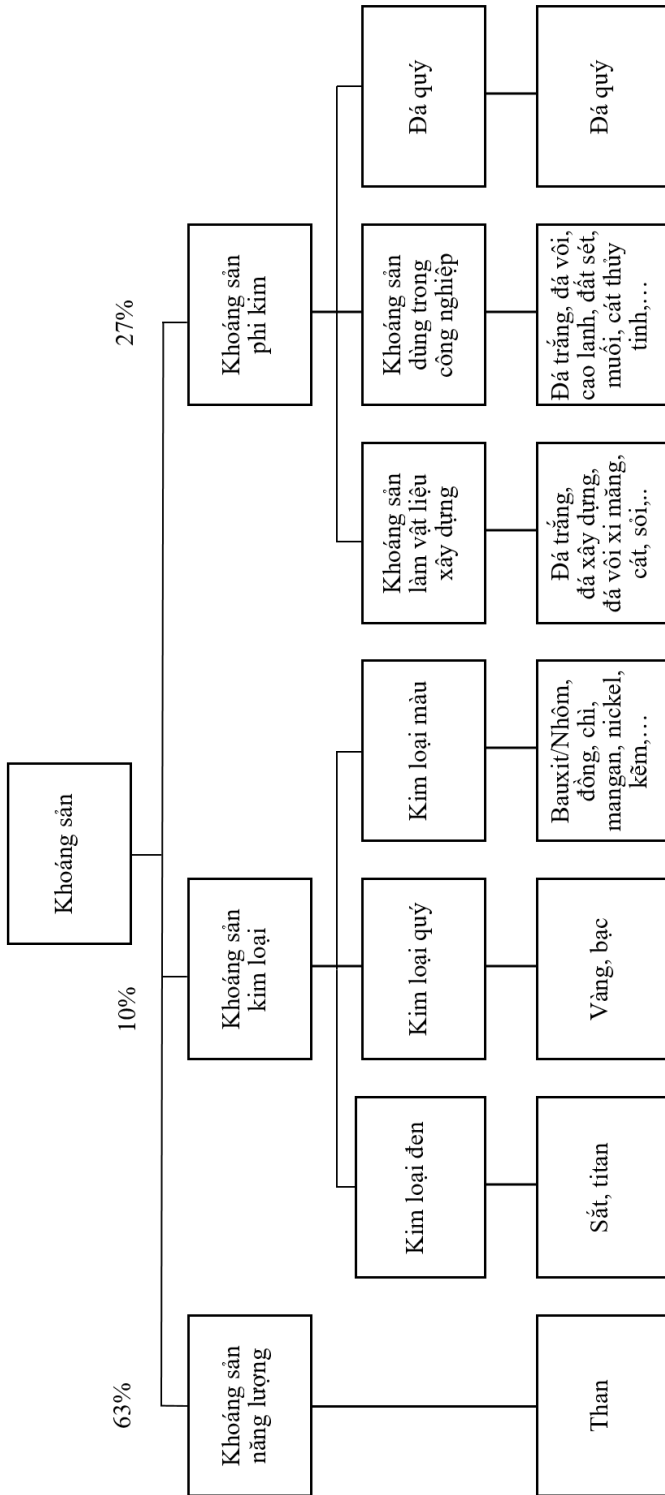 Khoáng sản
63%
10%
27%
Khoáng sản
năng lượng
Khoáng sản
kim loại
Khoáng sản
phi kim
Kim loại đen
Kim loại quý
Kim loại màu
Khoáng sản
làm vật liệu
xây dựng
Khoáng sản
dùng trong
công nghiệp
Đá quý
Than
Sắt, titan
Vàng, bạc
Bauxit/Nhôm,
đồng, chì,
mangan, nickel,
kẽm,…
Đá trắng,
đá xây dựng,
đá vôi xi măng,
cát, sỏi,..
Đá trắng, đá vôi,
cao lanh, đất sét,
muối, cát thủy
tinh,…
Đá quý